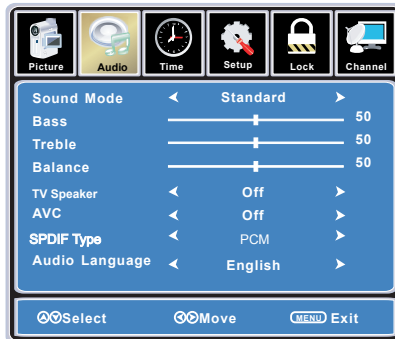 Picture Audio Time Setup Lock Channel
Sound Mode Standard
Bass 50
Treble 50
Balance 50
TV Speaker Off
AVC Off
SPDIF Type PCM
Audio Language English
Select Move MENU Exit